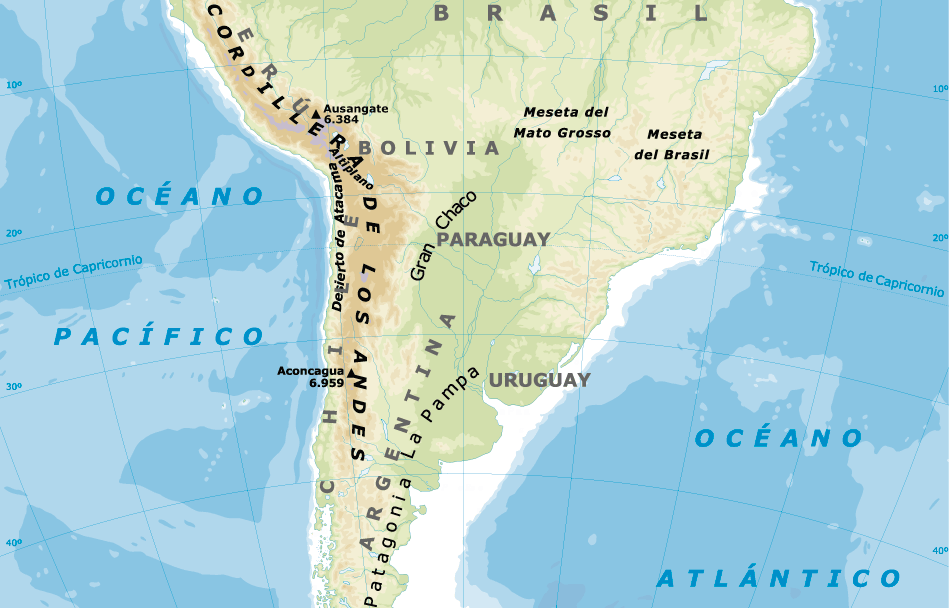 BRASIL
PERÚ
CORDILLERA DE LOS ANDES
10º
10º
Ausangate
6.384
Meseta del
Mato Grosso
Meseta
del Brasil
BOLIVIA
Altiplano
Desierto de Atacama
OCÉANO
PACÍFICO
Gran Chaco
PARAGUAY
20º
20º
Trópico de Capricornio
Trópico de Capricornio
CHILE
Aconcagua
6.959
ARGENTINA
La Pampa
URUGUAY
30º
30º
OCÉANO
ATLÁNTICO
Patagonia
40º
40º